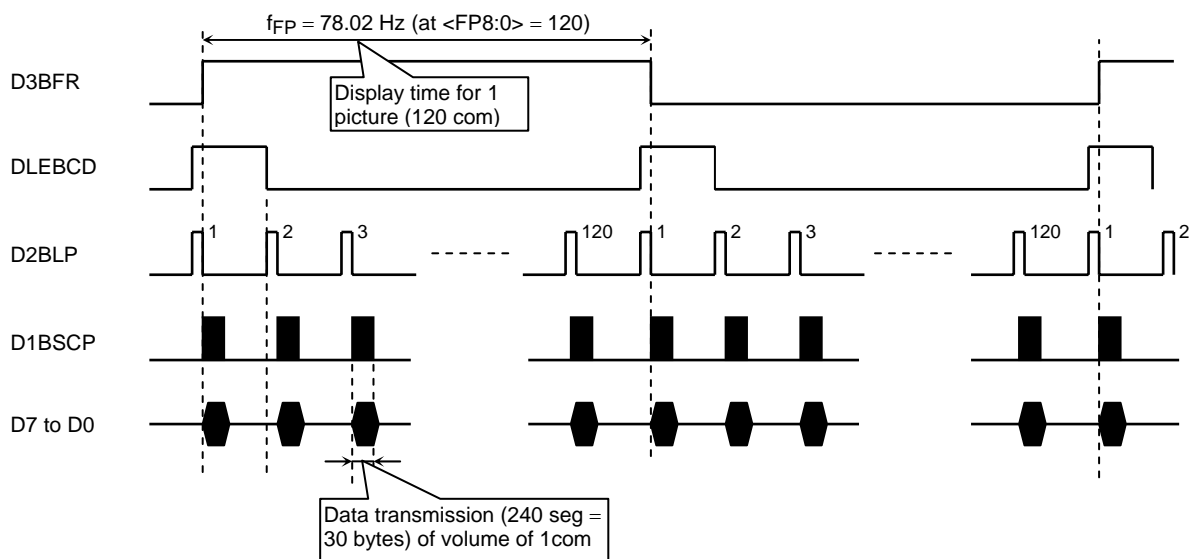 fFP = 78.02 Hz (at <FP8:0> = 120)
D3BFR
Display time for 1
picture (120 com)
DLEBCD
D2BLP
1 2 3 120 1 2 3 120 1 2
D1BSCP
D7 to D0
Data transmission (240 seg =
30 bytes) of volume of 1com